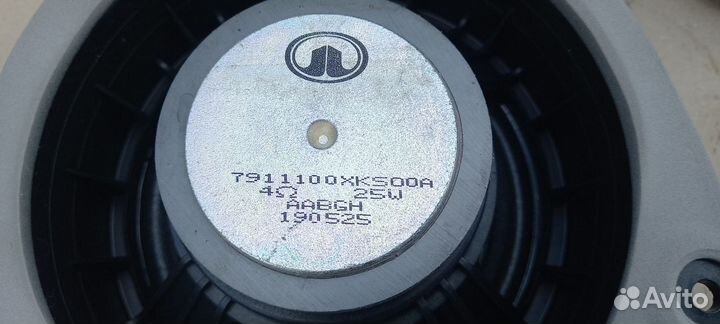 7911100XKS00A
4Ω 25W
AABGH
190525
Avito